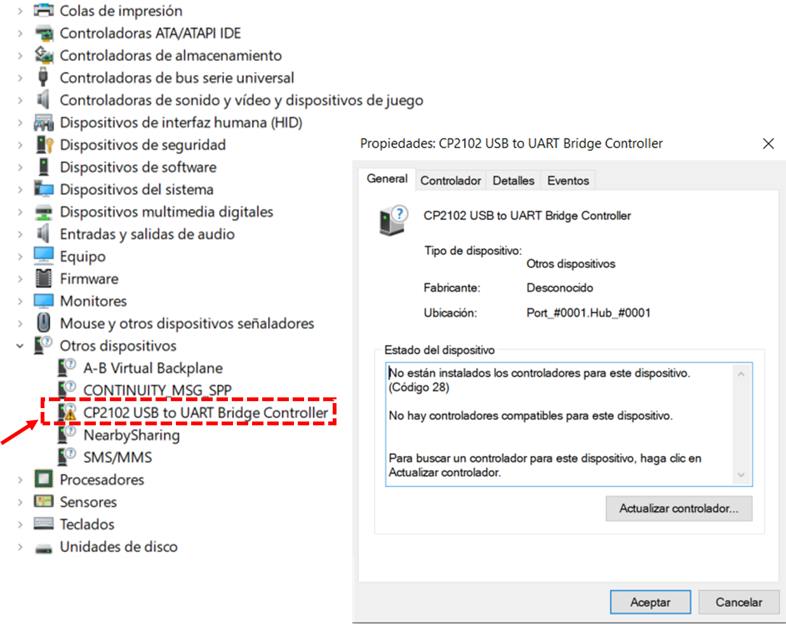 Colas de impresión
Controladoras ATA/ATAPI IDE
Controladoras de almacenamiento
Controladoras de bus serie universal
Controladoras de sonido y vídeo y dispositivos de juego
Dispositivos de interfaz humana (HID)
Dispositivos de seguridad
Dispositivos de software
Dispositivos del sistema
Dispositivos multimedia digitales
Entradas y salidas de audio
Equipo
Firmware
Monitores
Mouse y otros dispositivos señaladores
Otros dispositivos
A-B Virtual Backplane
CONTINUITY_MSG_SPP
CP2102 USB to UART Bridge Controller
NearbySharing
SMS/MMS
Procesadores
Sensores
Teclados
Unidades de disco
Propiedades: CP2102 USB to UART Bridge Controller
General Controlador Detalles Eventos
CP2102 USB to UART Bridge Controller
Tipo de dispositivo:
Otros dispositivos
Fabricante: Desconocido
Ubicación: Port_#0001.Hub_#0001
Estado del dispositivo
No están instalados los controladores para este dispositivo.
(Código 28)
No hay controladores compatibles para este dispositivo.
Para buscar un controlador para este dispositivo, haga clic en
Actualizar controlador.
Actualizar controlador...
Aceptar Cancelar